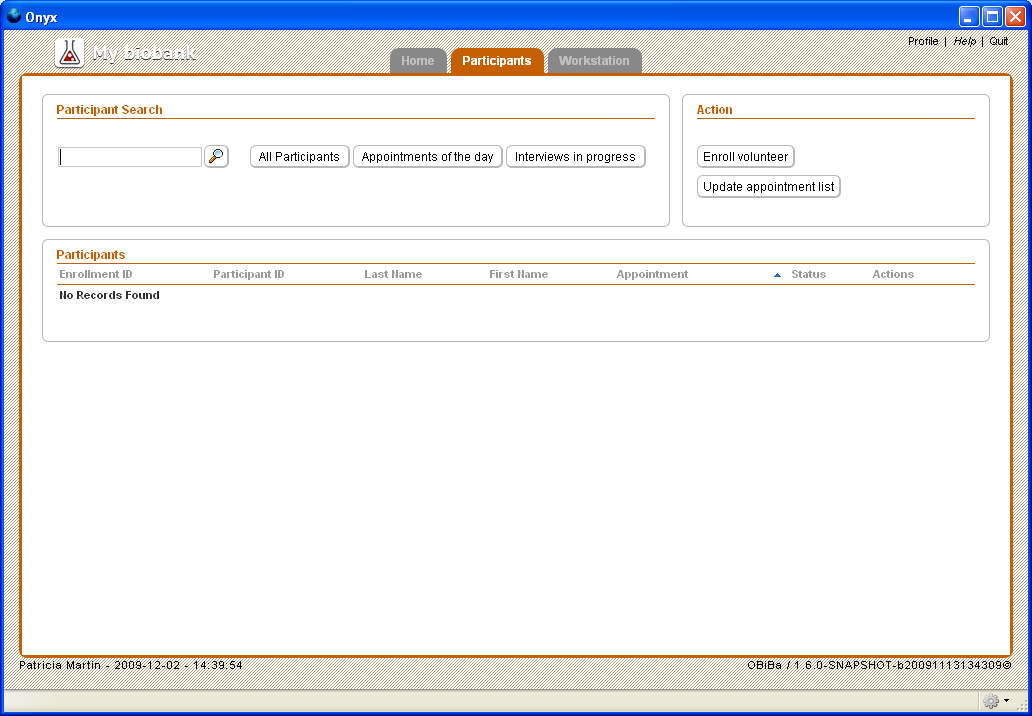 Onyx
Profile | Help | Quit
My biobank
Home Participants Workstation
Participant Search
All Participants Appointments of the day Interviews in progress
Action
Enroll volunteer
Update appointment list
Participants
Enrollment ID Participant ID Last Name First Name Appointment Status Actions
No Records Found
Patricia Martin - 2009-12-02 - 14:39:54
OBiBa / 1.6.0-SNAPSHOT-b20091113134309©